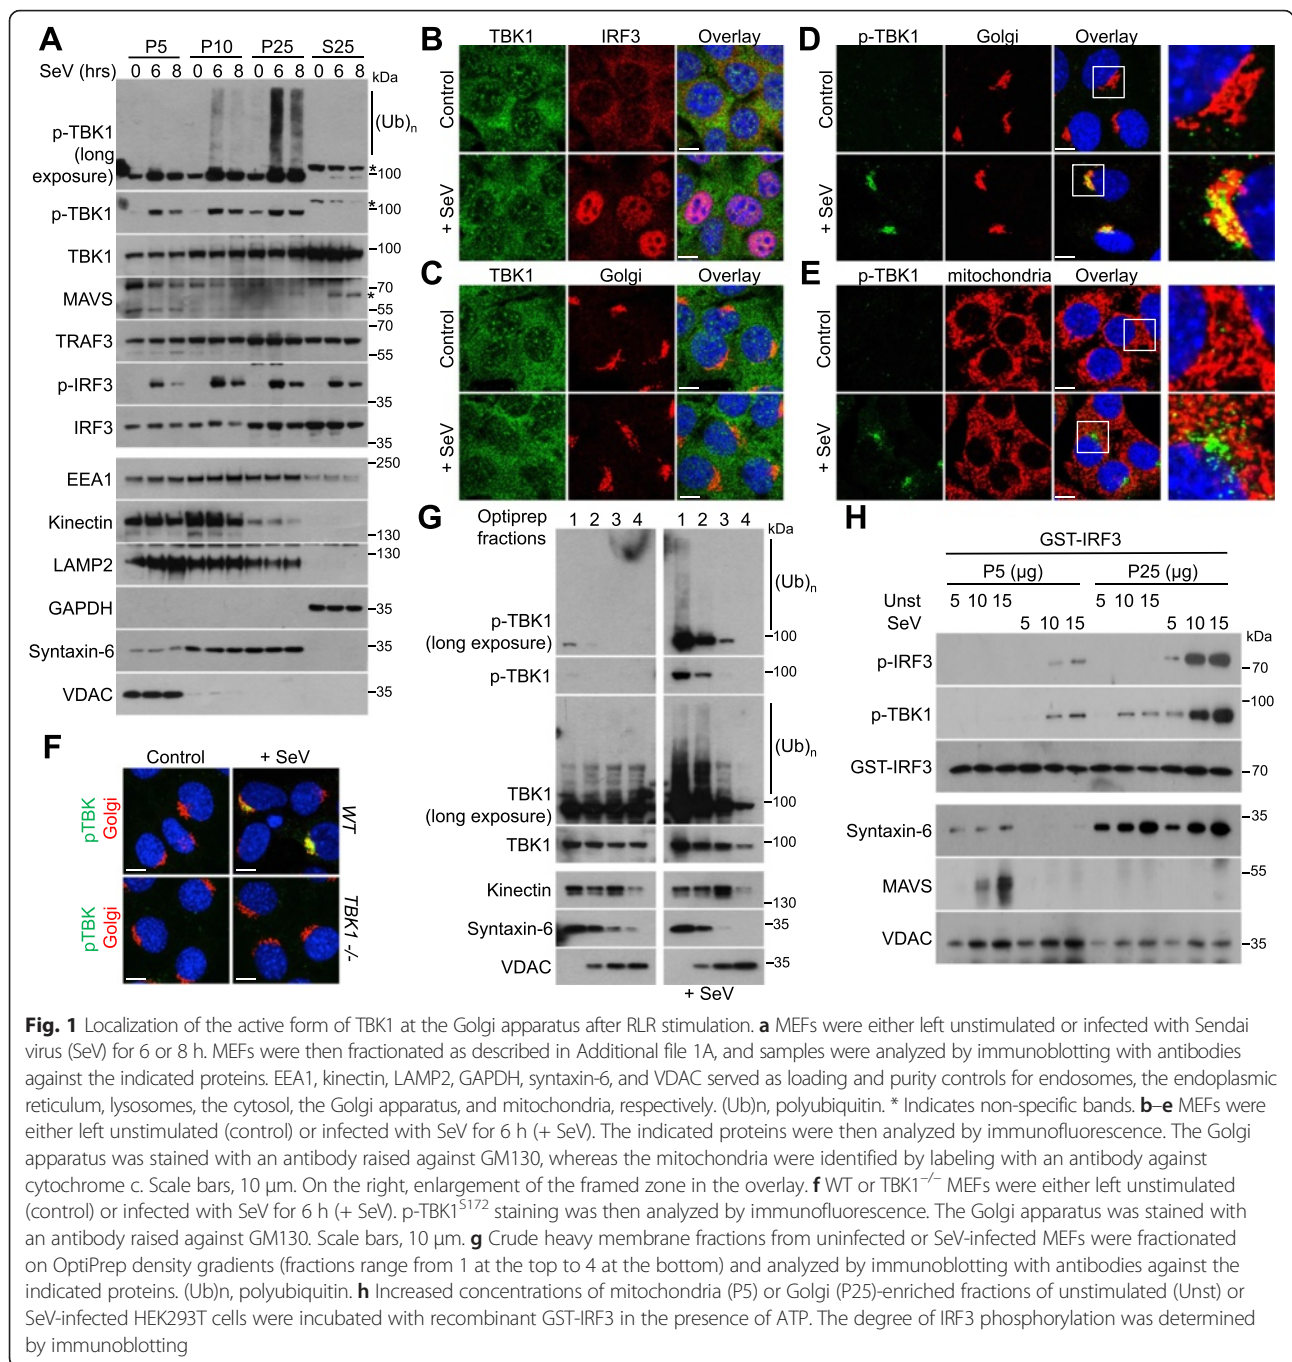 A
P5 P10 P25 S25
SeV (hrs) 0 6 8 0 6 8 0 6 8 0 6 8 kDa
p-TBK1
(long
exposure)
(Ub)n
*
–100
p-TBK1
*
–100
TBK1
–100
MAVS
–70
*
–55
TRAF3
–70
–55
p-IRF3
–35
IRF3
–35
EEA1
–250
Kinectin
–130
LAMP2
–130
GAPDH
–35
Syntaxin-6
–35
VDAC
–35
B
TBK1 IRF3 Overlay
Control
+ SeV
C
TBK1 Golgi Overlay
Control
+ SeV
D
p-TBK1 Golgi Overlay
Control
+ SeV
E
p-TBK1 mitochondria Overlay
Control
+ SeV
F
Control + SeV
pTBK
Golgi
WT
pTBK
Golgi
TBK1 -/-
G
Optiprep
fractions
1 2 3 4 1 2 3 4 kDa
p-TBK1
(long exposure)
(Ub)n
–100
p-TBK1
–100
TBK1
(long exposure)
(Ub)n
–100
TBK1
–100
Kinectin
–130
Syntaxin-6
–35
VDAC
–35
+ SeV
H
GST-IRF3
P5 (µg) P25 (µg)
Unst 5 10 15 5 10 15
SeV 5 10 15 5 10 15
kDa
p-IRF3
–70
p-TBK1
–100
GST-IRF3
–70
Syntaxin-6
–35
MAVS
–55
VDAC
–35
Fig. 1 Localization of the active form of TBK1 at the Golgi apparatus after RLR stimulation. a MEFs were either left unstimulated or infected with Sendai
virus (SeV) for 6 or 8 h. MEFs were then fractionated as described in Additional file 1A, and samples were analyzed by immunoblotting with antibodies
against the indicated proteins. EEA1, kinectin, LAMP2, GAPDH, syntaxin-6, and VDAC served as loading and purity controls for endosomes, the endoplasmic
reticulum, lysosomes, the cytosol, the Golgi apparatus, and mitochondria, respectively. (Ub)n, polyubiquitin. * Indicates non-specific bands. b–e MEFs were
either left unstimulated (control) or infected with SeV for 6 h (+ SeV). The indicated proteins were then analyzed by immunofluorescence. The Golgi
apparatus was stained with an antibody raised against GM130, whereas the mitochondria were identified by labeling with an antibody against
cytochrome c. Scale bars, 10 µm. On the right, enlargement of the framed zone in the overlay. f WT or TBK1−/− MEFs were either left unstimulated
(control) or infected with SeV for 6 h (+ SeV). p-TBK1S172 staining was then analyzed by immunofluorescence. The Golgi apparatus was stained with
an antibody raised against GM130. Scale bars, 10 µm. g Crude heavy membrane fractions from uninfected or SeV-infected MEFs were fractionated
on OptiPrep density gradients (fractions range from 1 at the top to 4 at the bottom) and analyzed by immunoblotting with antibodies against the
indicated proteins. (Ub)n, polyubiquitin. h Increased concentrations of mitochondria (P5) or Golgi (P25)-enriched fractions of unstimulated (Unst) or
SeV-infected HEK293T cells were incubated with recombinant GST-IRF3 in the presence of ATP. The degree of IRF3 phosphorylation was determined
by immunoblotting